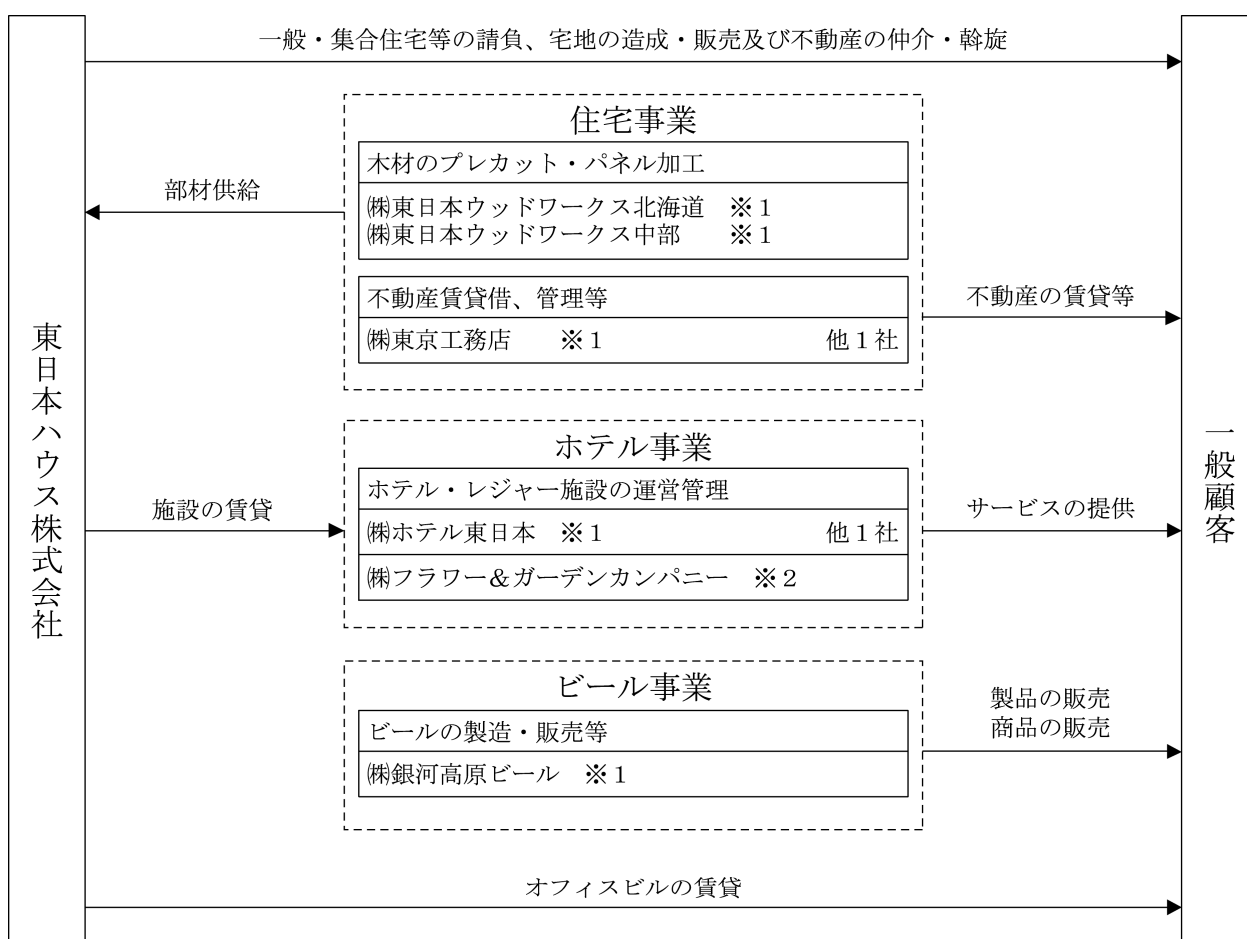 一般・集合住宅等の請負、宅地の造成・販売及び不動産の仲介・斡旋
住宅事業
木材のプレカット・パネル加工
部材供給
㈱東日本ウッドワークス北海道 ※1
㈱東日本ウッドワークス中部 ※1
不動産賃貸借、管理等
不動産の賃貸等
㈱東京工務店 ※1 他1社
東日本ハウス株式会社
一般顧客
ホテル事業
ホテル・レジャー施設の運営管理
施設の賃貸
サービスの提供
㈱ホテル東日本 ※1 他1社
㈱フラワー&ガーデンカンパニー ※2
ビール事業
ビールの製造・販売等
製品の販売
商品の販売
㈱銀河高原ビール ※1
オフィスビルの賃貸